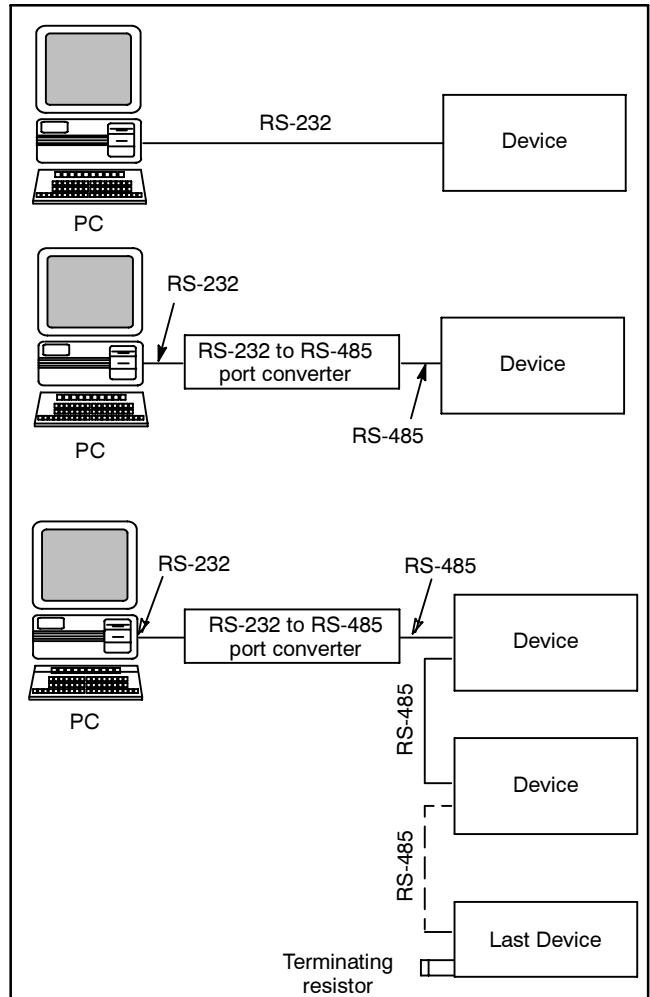 RS-232
Device
PC
RS-232
RS-232 to RS-485
port converter
Device
RS-485
PC
RS-232
RS-485
RS-232 to RS-485
port converter
Device
PC
RS-485
Device
RS-485
Last Device
Terminating
resistor